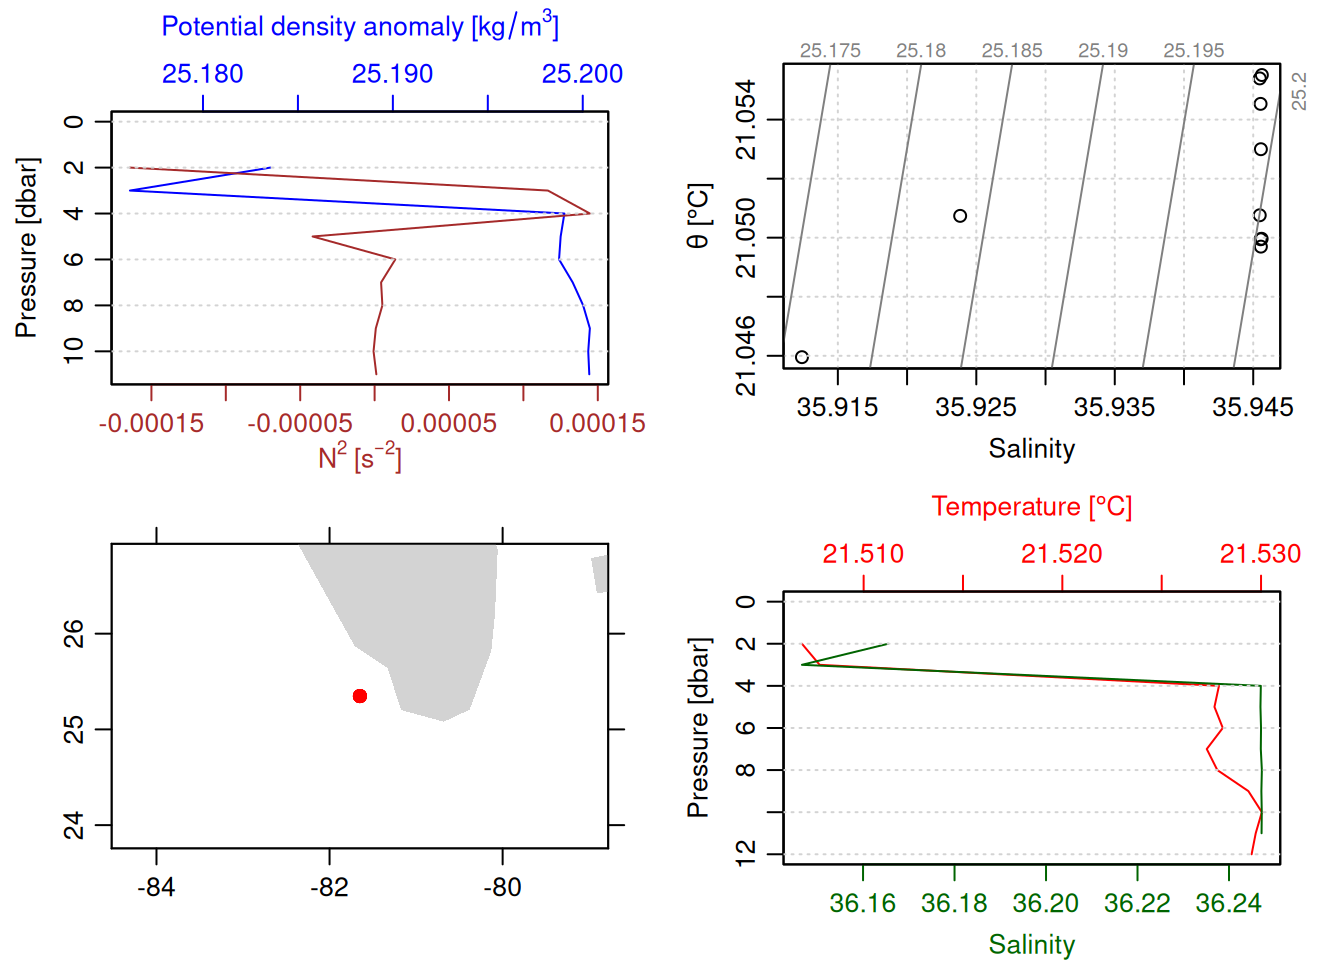 Potential density anomaly [kg/m³]
25.180 25.190 25.200
Pressure [dbar]
0 2 4 6 8 10
-0.00015 -0.00005 0.00005 0.00015
N² [s⁻²]
25.175 25.18 25.185 25.19 25.195
25.2
θ [°C]
21.046 21.050 21.054
35.915 35.925 35.935 35.945
Salinity
26
25
24
-84 -82 -80
Temperature [°C]
21.510 21.520 21.530
Pressure [dbar]
0 2 4 6 8 12
36.16 36.18 36.20 36.22 36.24
Salinity